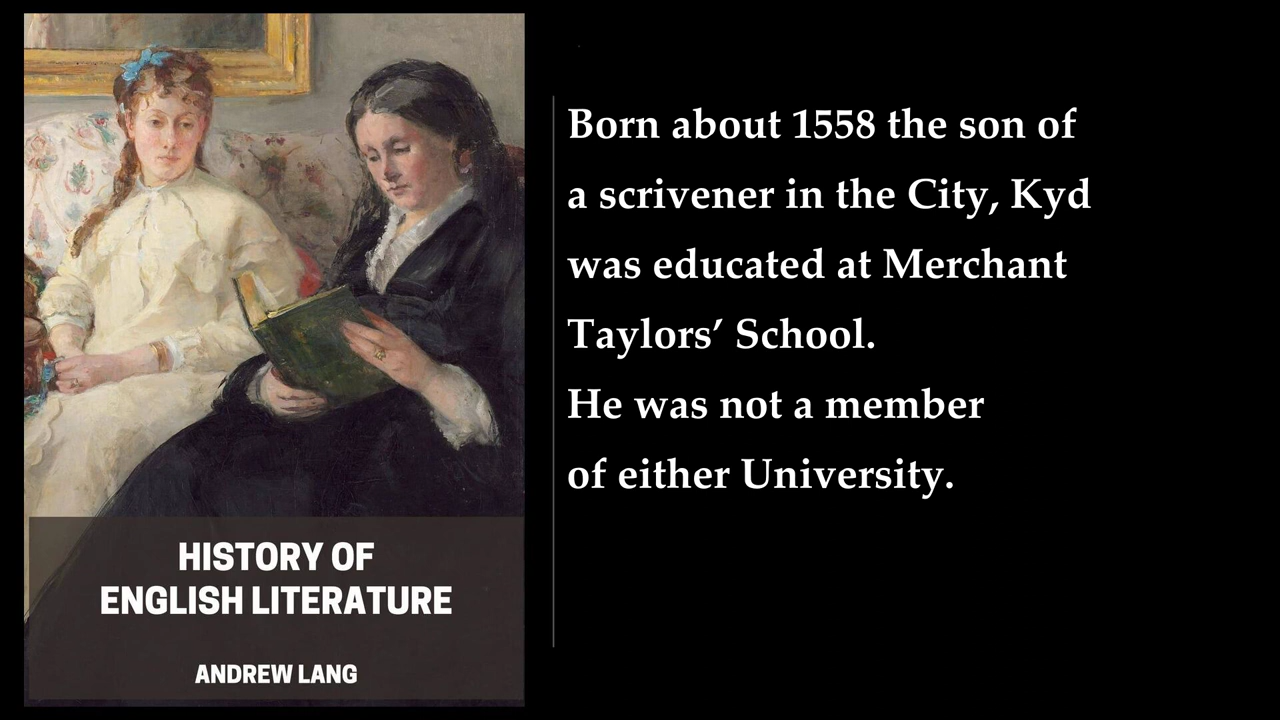 Born about 1558 the son of
a scrivener in the City, Kyd
was educated at Merchant
Taylors’ School.
He was not a member
of either University.
HISTORY OF
ENGLISH LITERATURE
ANDREW LANG